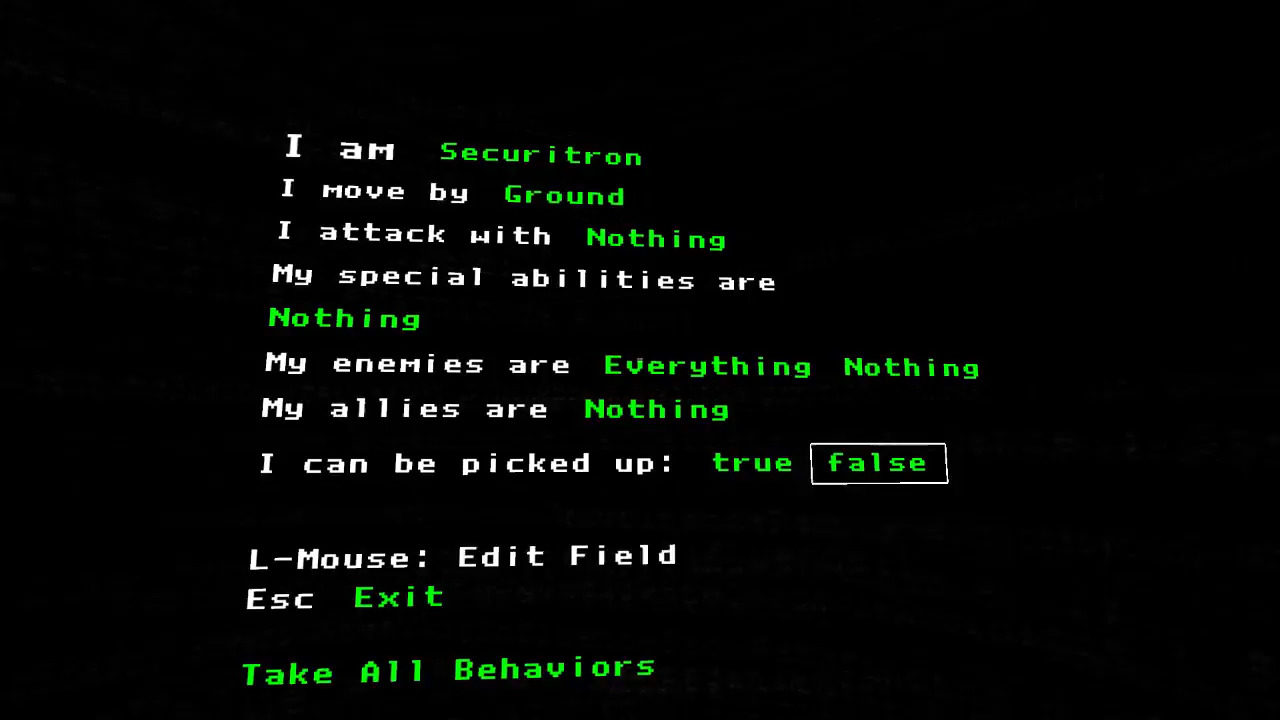 I am Securitron
I move by Ground
I attack with Nothing
My special abilities are
Nothing
My enemies are Everything Nothing
My allies are Nothing
I can be picked up: true false
L-Mouse: Edit Field
Esc Exit
Take All Behaviors